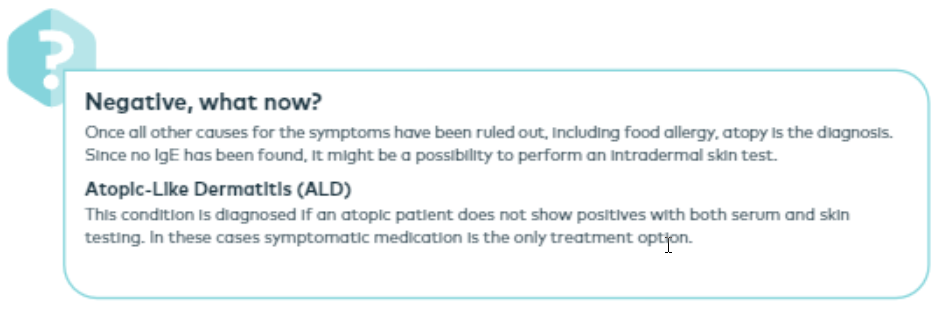 ?
Negative, what now?
Once all other causes for the symptoms have been ruled out, including food allergy, atopy is the diagnosis.
Since no IgE has been found, it might be a possibility to perform an intradermal skin test.
Atopic-Like Dermatitis (ALD)
This condition is diagnosed if an atopic patient does not show positives with both serum and skin
testing. In these cases symptomatic medication is the only treatment option.